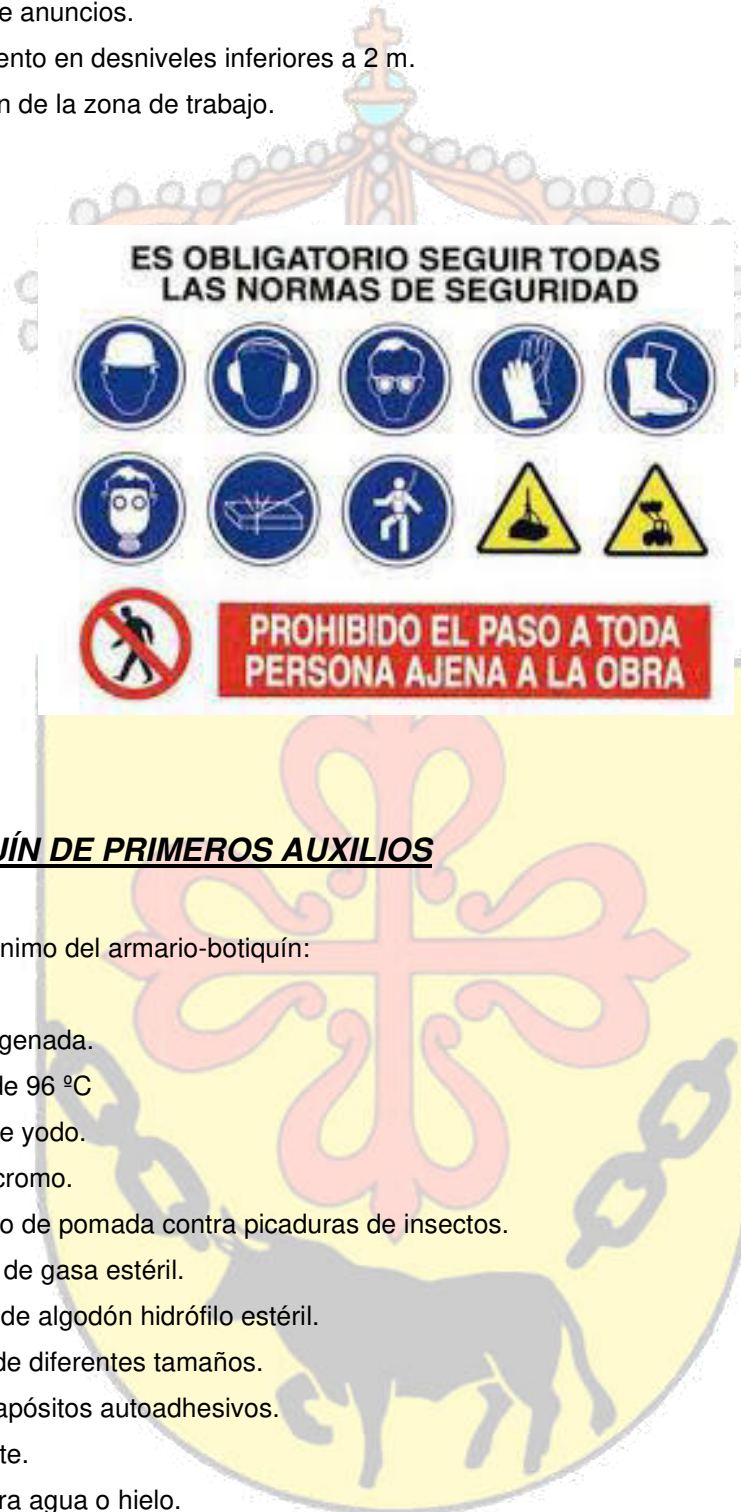 e anuncios.
ento en desniveles inferiores a 2 m.
n de la zona de trabajo.
ES OBLIGATORIO SEGUIR TODAS
LAS NORMAS DE SEGURIDAD
PROHIBIDO EL PASO A TODA
PERSONA AJENA A LA OBRA
UÍN DE PRIMEROS AUXILIOS
nimo del armario-botiquín:
genada.
de 96 ºC
e yodo.
cromo.
o de pomada contra picaduras de insectos.
de gasa estéril.
de algodón hidrófilo estéril.
de diferentes tamaños.
apósitos autoadhesivos.
te.
ra agua o hielo.